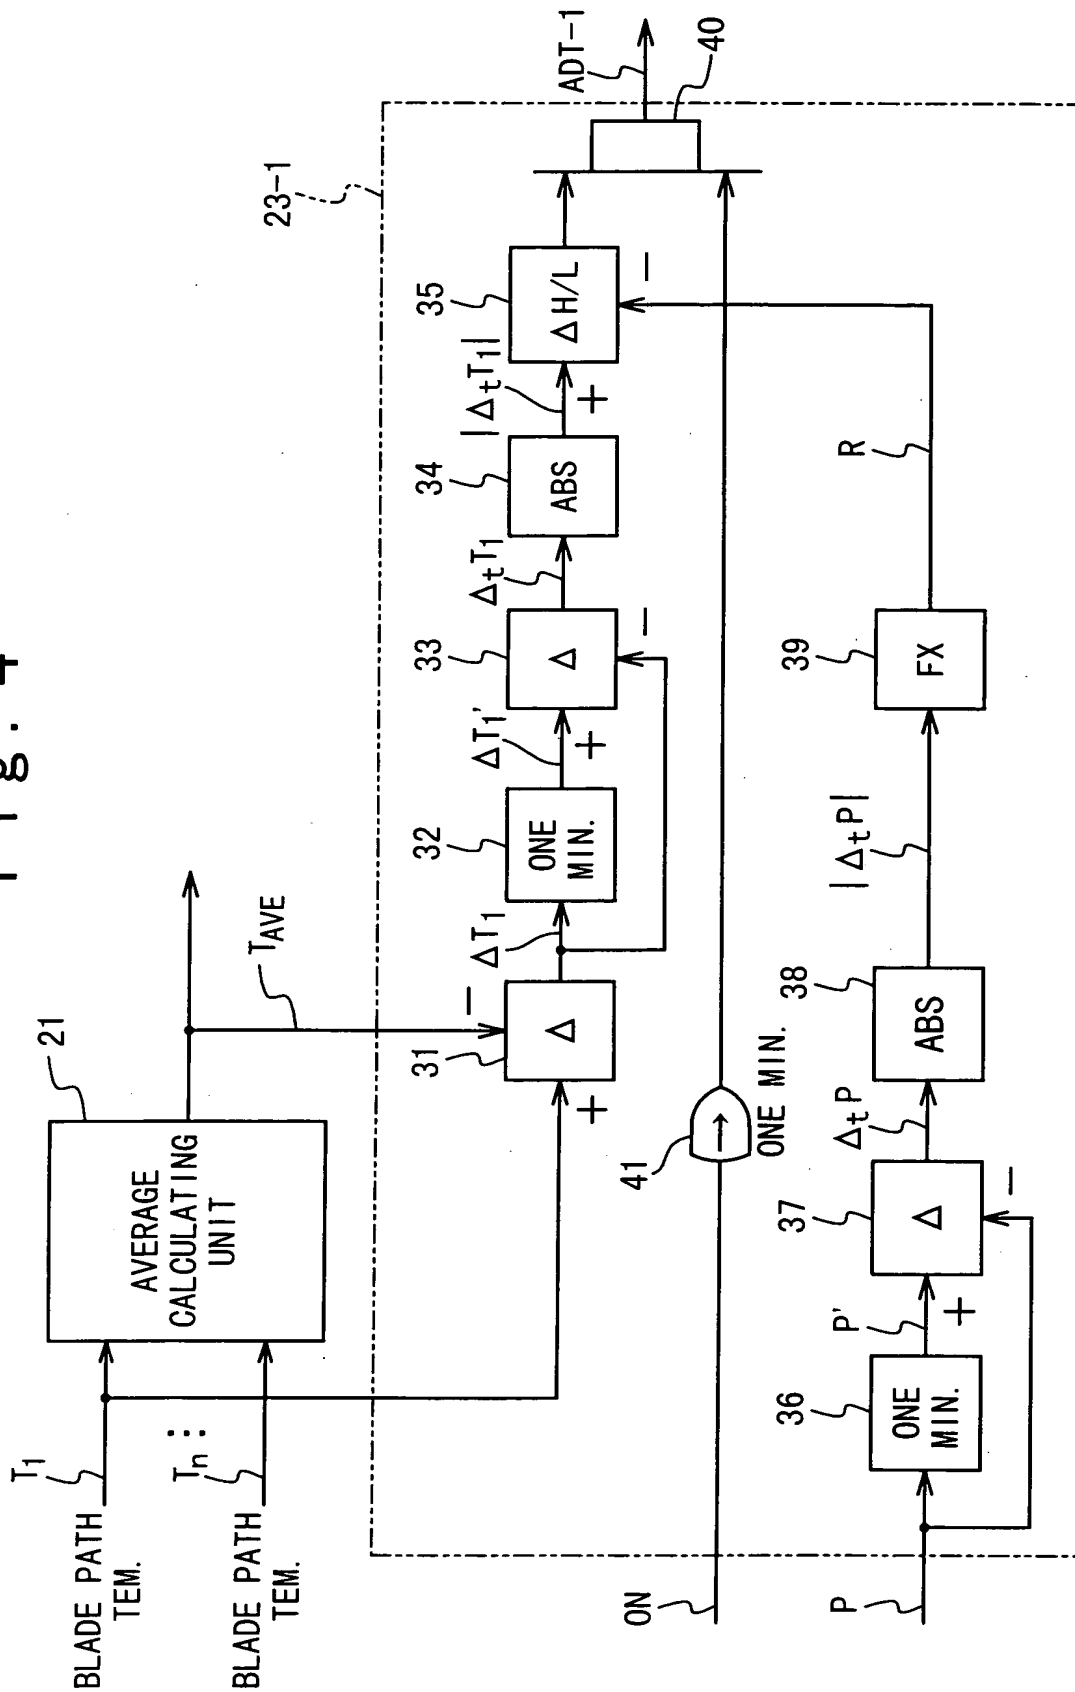 Fig. 4
T1
BLADE PATH
TEM.
Tn
BLADE PATH
TEM.
21
AVERAGE
CALCULATING
UNIT
TAVE
23-1
31
Δ
+
−
ΔT1
32
ONE
MIN.
ΔT1'
+
33
Δ
−
ΔtT1
34
ABS
|ΔtT1|
+
35
ΔH/L
−
40
ADT-1
ON
41
→
ONE MIN.
P
36
ONE
MIN.
P'
+
37
Δ
−
ΔtP
38
ABS
|ΔtP|
39
FX
R